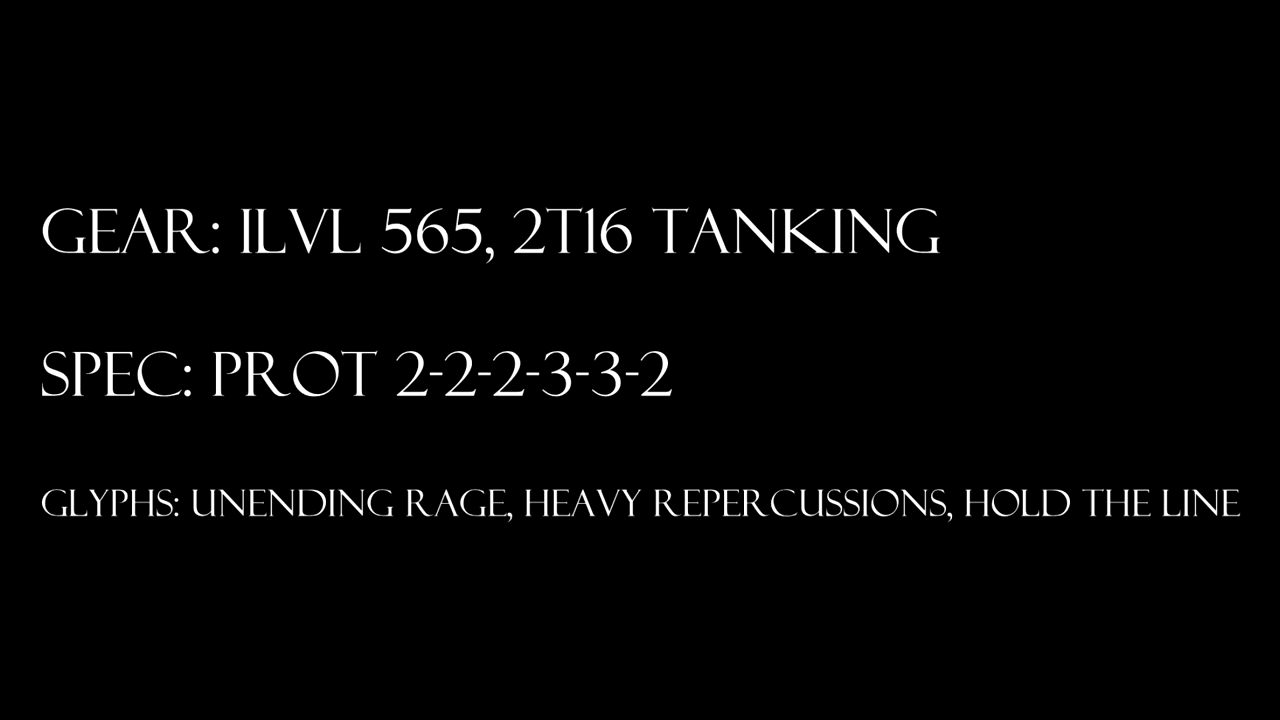 GEAR: ILVL 565, 2T16 TANKING
SPEC: PROT 2-2-2-3-3-2
GLYPHS: UNENDING RAGE, HEAVY REPERCUSSIONS, HOLD THE LINE